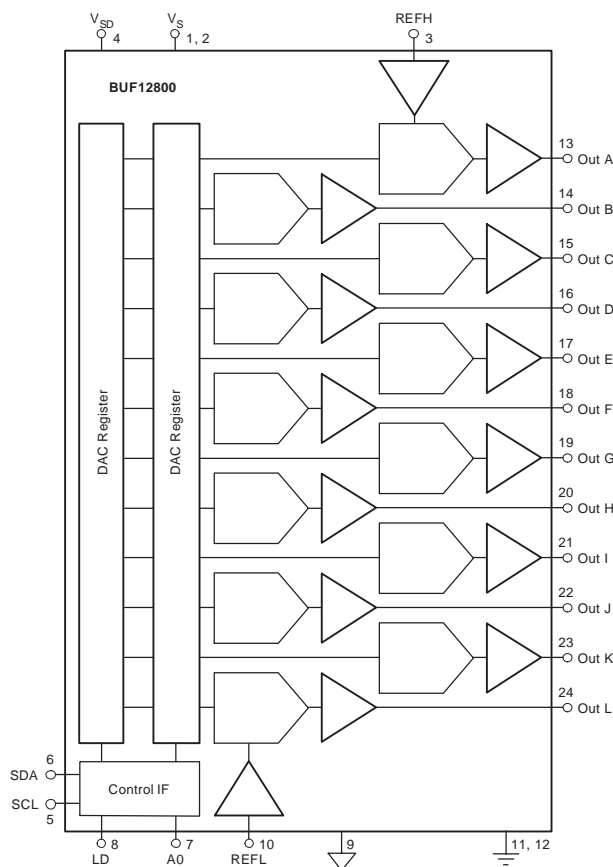 VSD VS REFH
4 1, 2 3
BUF12800
13
Out A
14
Out B
15
Out C
16
Out D
17
Out E
18
Out F
19
Out G
20
Out H
21
Out I
22
Out J
23
Out K
24
Out L
DAC Register
DAC Register
6
SDA
Control IF
SCL
5
8 7 10 9 11, 12
LD A0 REFL